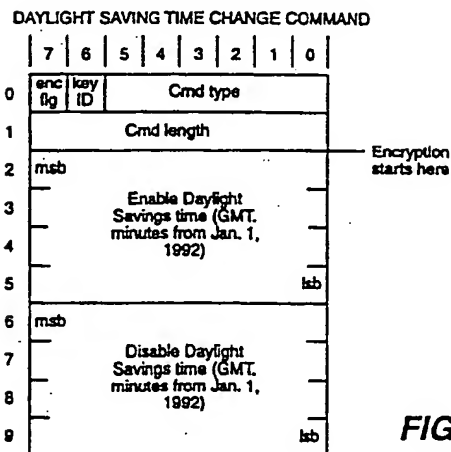 DAYLIGHT SAVING TIME CHANGE COMMAND
7 6 5 4 3 2 1 0
0 enc flg key ID Cmd type
1 Cmd length
Encryption starts here
2 msb
3 Enable Daylight
Savings time (GMT.
4 minutes from Jan. 1,
1992)
5 lsb
6 msb
7 Disable Daylight
Savings time (GMT.
8 minutes from Jan. 1,
1992)
9 lsb
FIG